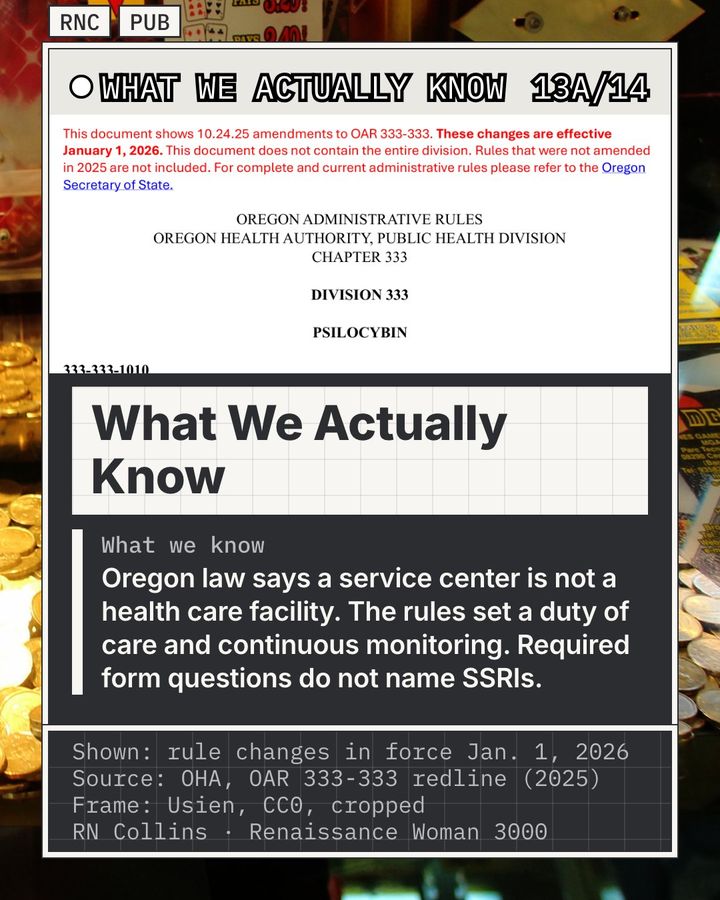 RNC PUB
WHAT WE ACTUALLY KNOW 13A/14
This document shows 10.24.25 amendments to OAR 333-333. These changes are effective
January 1, 2026. This document does not contain the entire division. Rules that were not amended
in 2025 are not included. For complete and current administrative rules please refer to the Oregon
Secretary of State.
OREGON ADMINISTRATIVE RULES
OREGON HEALTH AUTHORITY, PUBLIC HEALTH DIVISION
CHAPTER 333
DIVISION 333
PSILOCYBIN
333-333-1010
What We Actually
Know
What we know
Oregon law says a service center is not a
health care facility. The rules set a duty of
care and continuous monitoring. Required
form questions do not name SSRIs.
Shown: rule changes in force Jan. 1, 2026
Source: OHA, OAR 333-333 redline (2025)
Frame: Usien, CC0, cropped
RN Collins · Renaissance Woman 3000